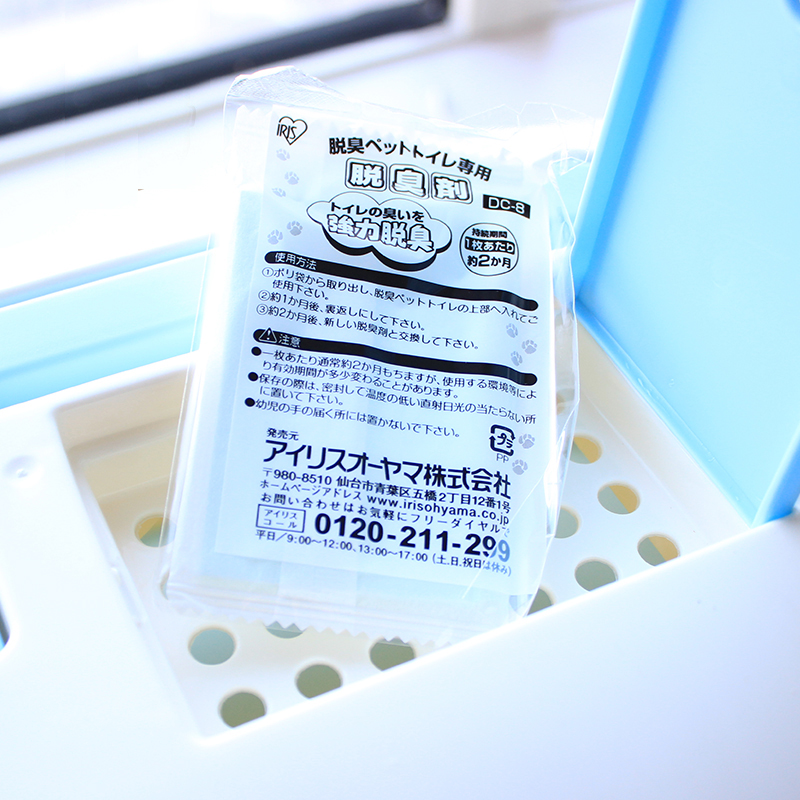 IRIS
脱臭ペットトイレ専用
脱臭剤
DC-8
トイレの臭いを
強力脱臭
持続期間
1枚あたり
約2か月
使用方法
①ポリ袋から取り出し、脱臭ペットトイレの上部へ入れてご
使用下さい。
②約1か月後、裏返しにして下さい。
③約2か月後、新しい脱臭剤と交換して下さい。
注意
●一枚あたり通常約2か月もちますが、使用する環境等によ
り有効期間が多少変わることがあります。
●保存の際は、密封して温度の低い直射日光の当たらない所
に置いて下さい。
●幼児の手の届く所には置かないで下さい。
プラ
PP
発売元
アイリスオーヤマ株式会社
〒980-8510 仙台市青葉区五橋2丁目12番1号
ホームページアドレス www.irisohyama.co.jp
お問い合わせはお気軽にフリーダイヤルで
アイリス
コール
0120-211-299
平日/9:00〜12:00、13:00〜17:00 (土、日、祝日は休み)